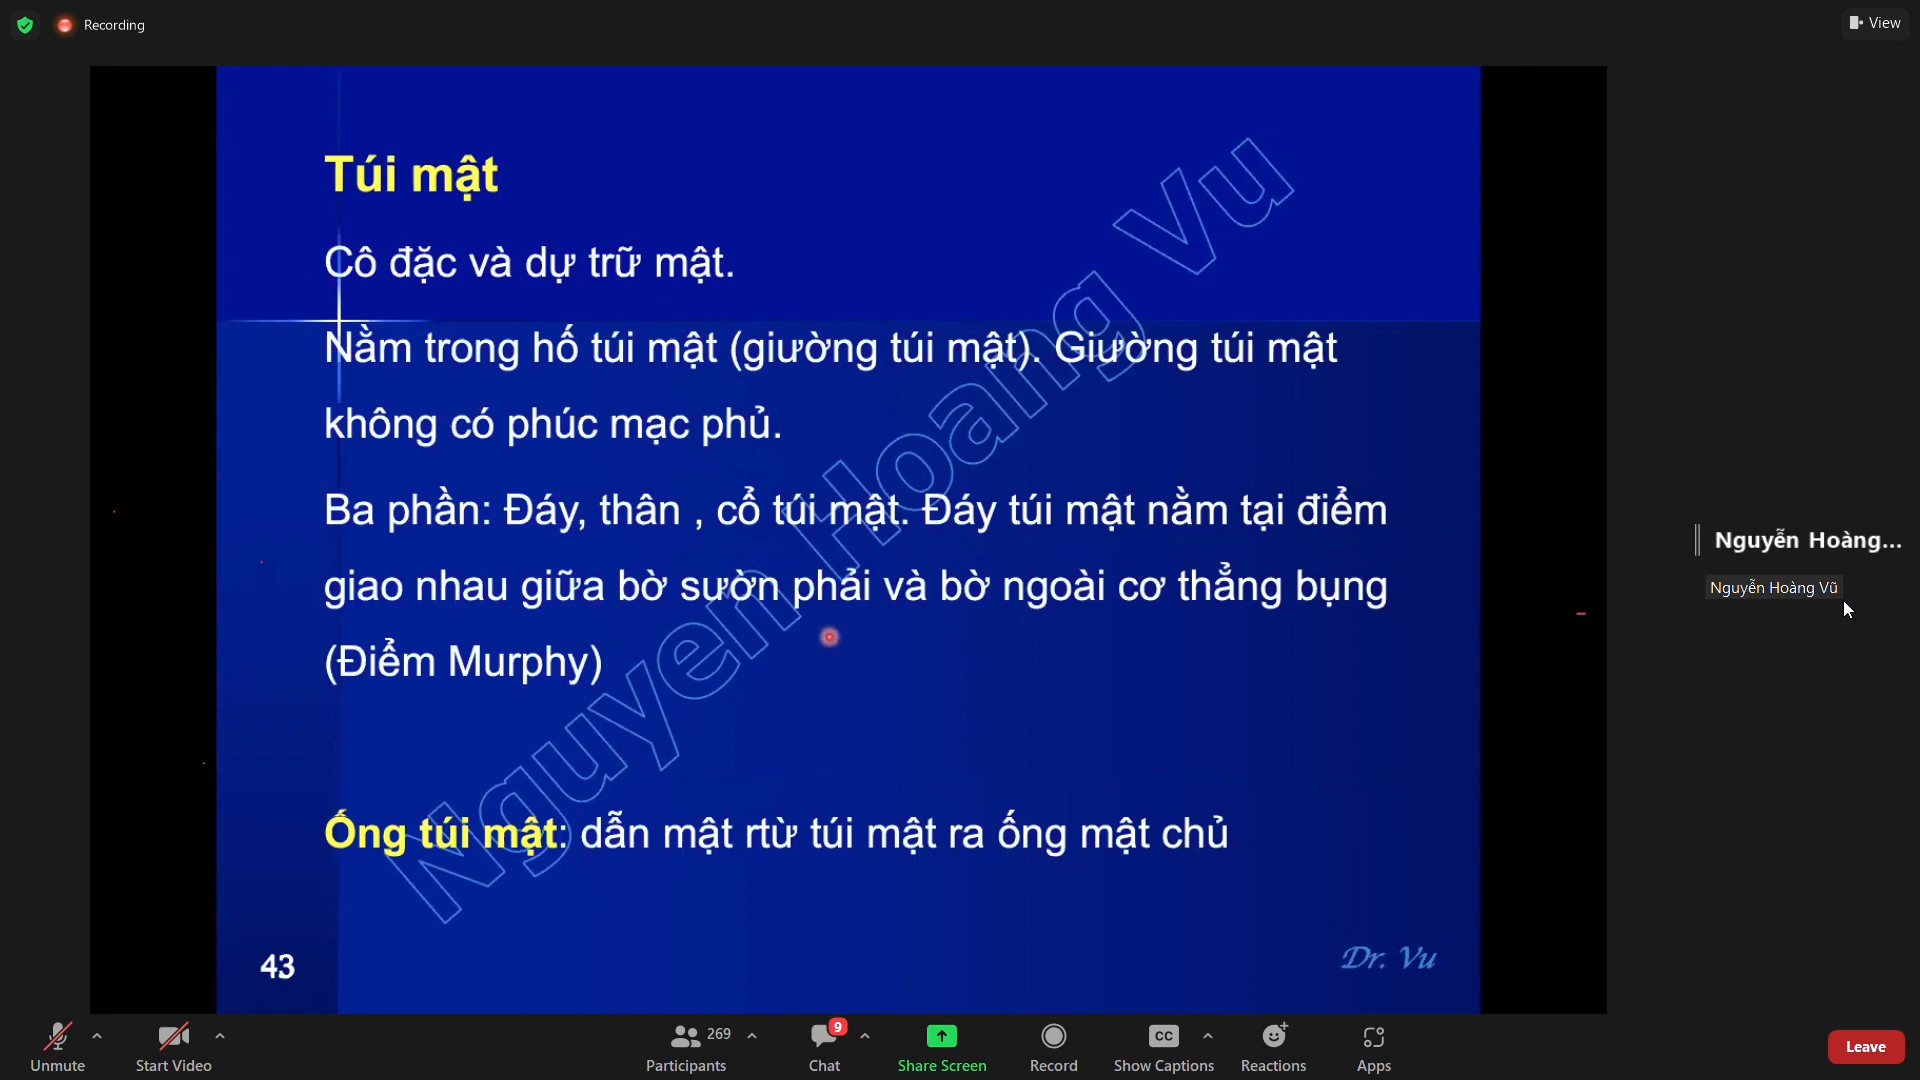 Recording
View
Túi mật
Cô đặc và dự trữ mật.
Nằm trong hố túi mật (giường túi mật). Giường túi mật
không có phúc mạc phủ.
Ba phần: Đáy, thân , cổ túi mật. Đáy túi mật nằm tại điểm
giao nhau giữa bờ sườn phải và bờ ngoài cơ thẳng bụng
(Điểm Murphy)
Ống túi mật: dẫn mật rtừ túi mật ra ống mật chủ
Nguyen Hoang Vu
43
Dr. Vu
Nguyễn Hoàng...
Nguyễn Hoàng Vũ
Unmute
Start Video
269
Participants
9
Chat
Share Screen
Record
CC
Show Captions
Reactions
Apps
Leave